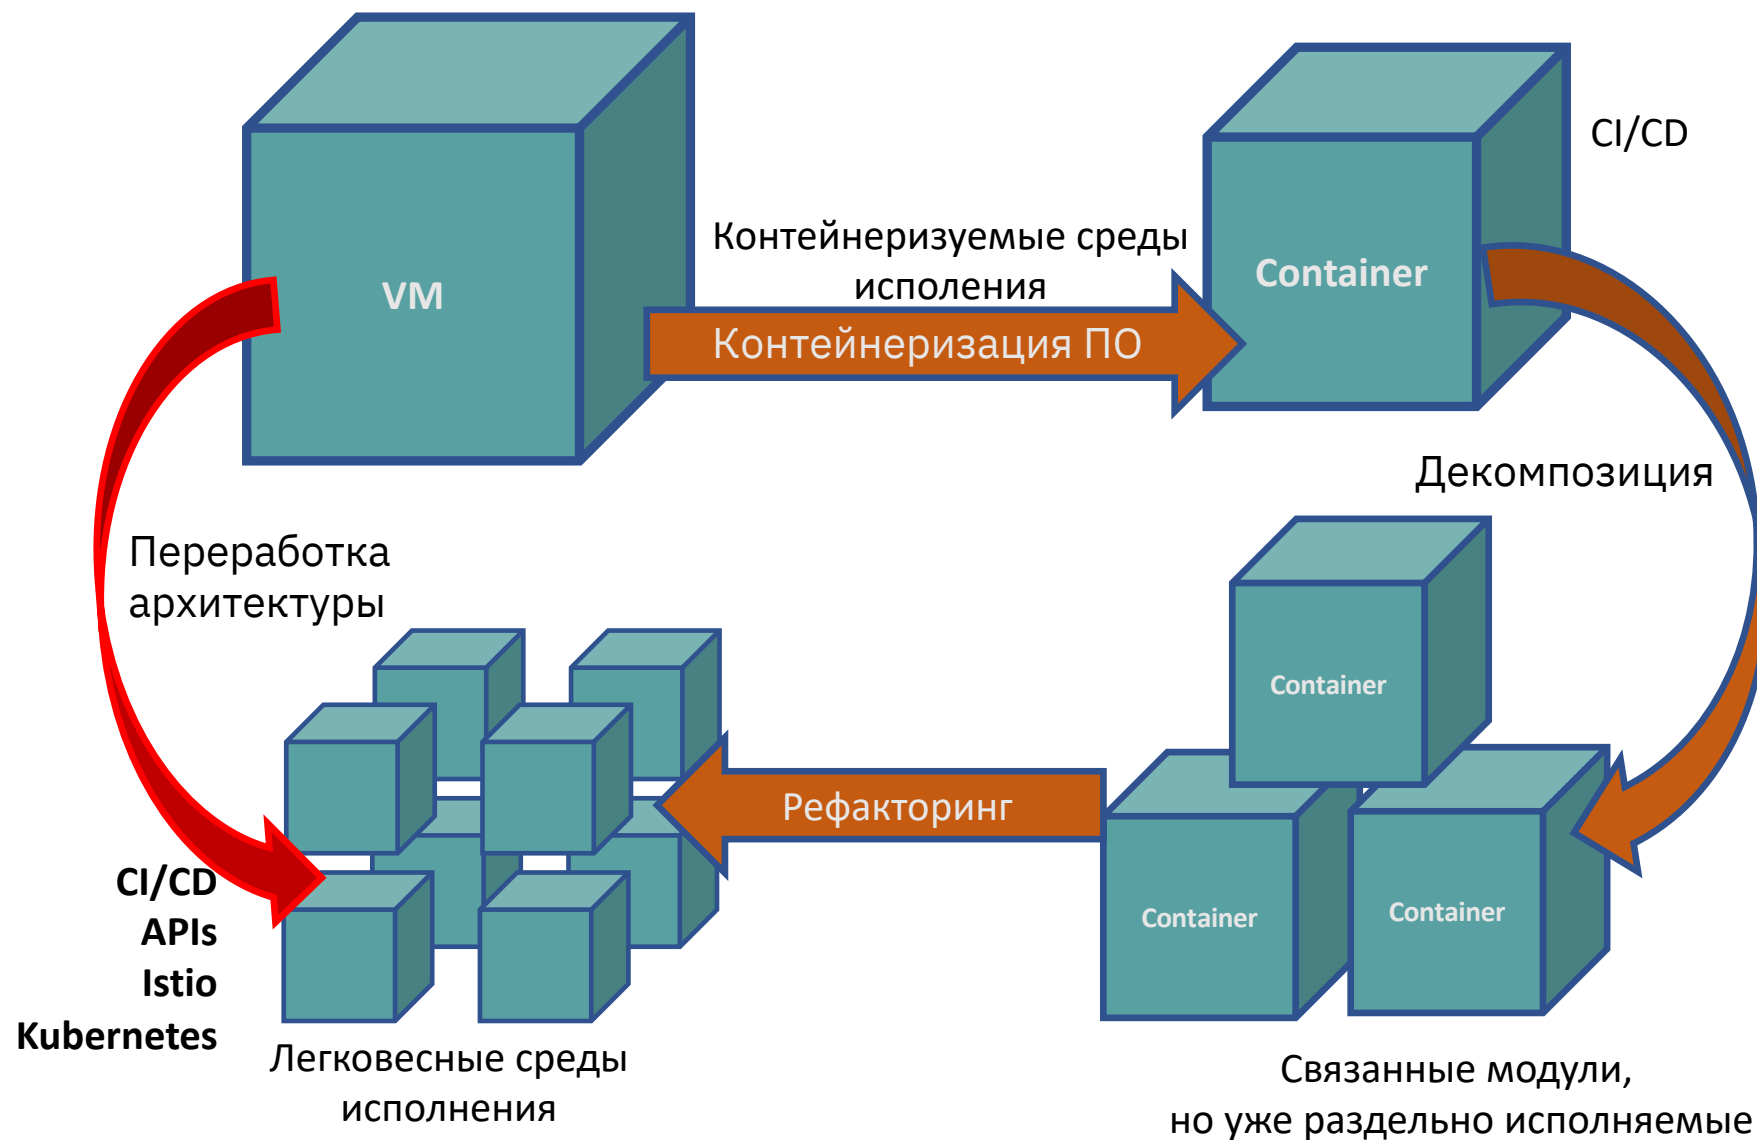 CI/CD
Контейнеризуемые среды
исполения
VM
Container
Контейнеризация ПО
Декомпозиция
Переработка
архитектуры
Container
Рефакторинг
CI/CD
APIs
Istio
Kubernetes
Container
Container
Легковесные среды
исполнения
Связанные модули,
но уже раздельно исполняемые